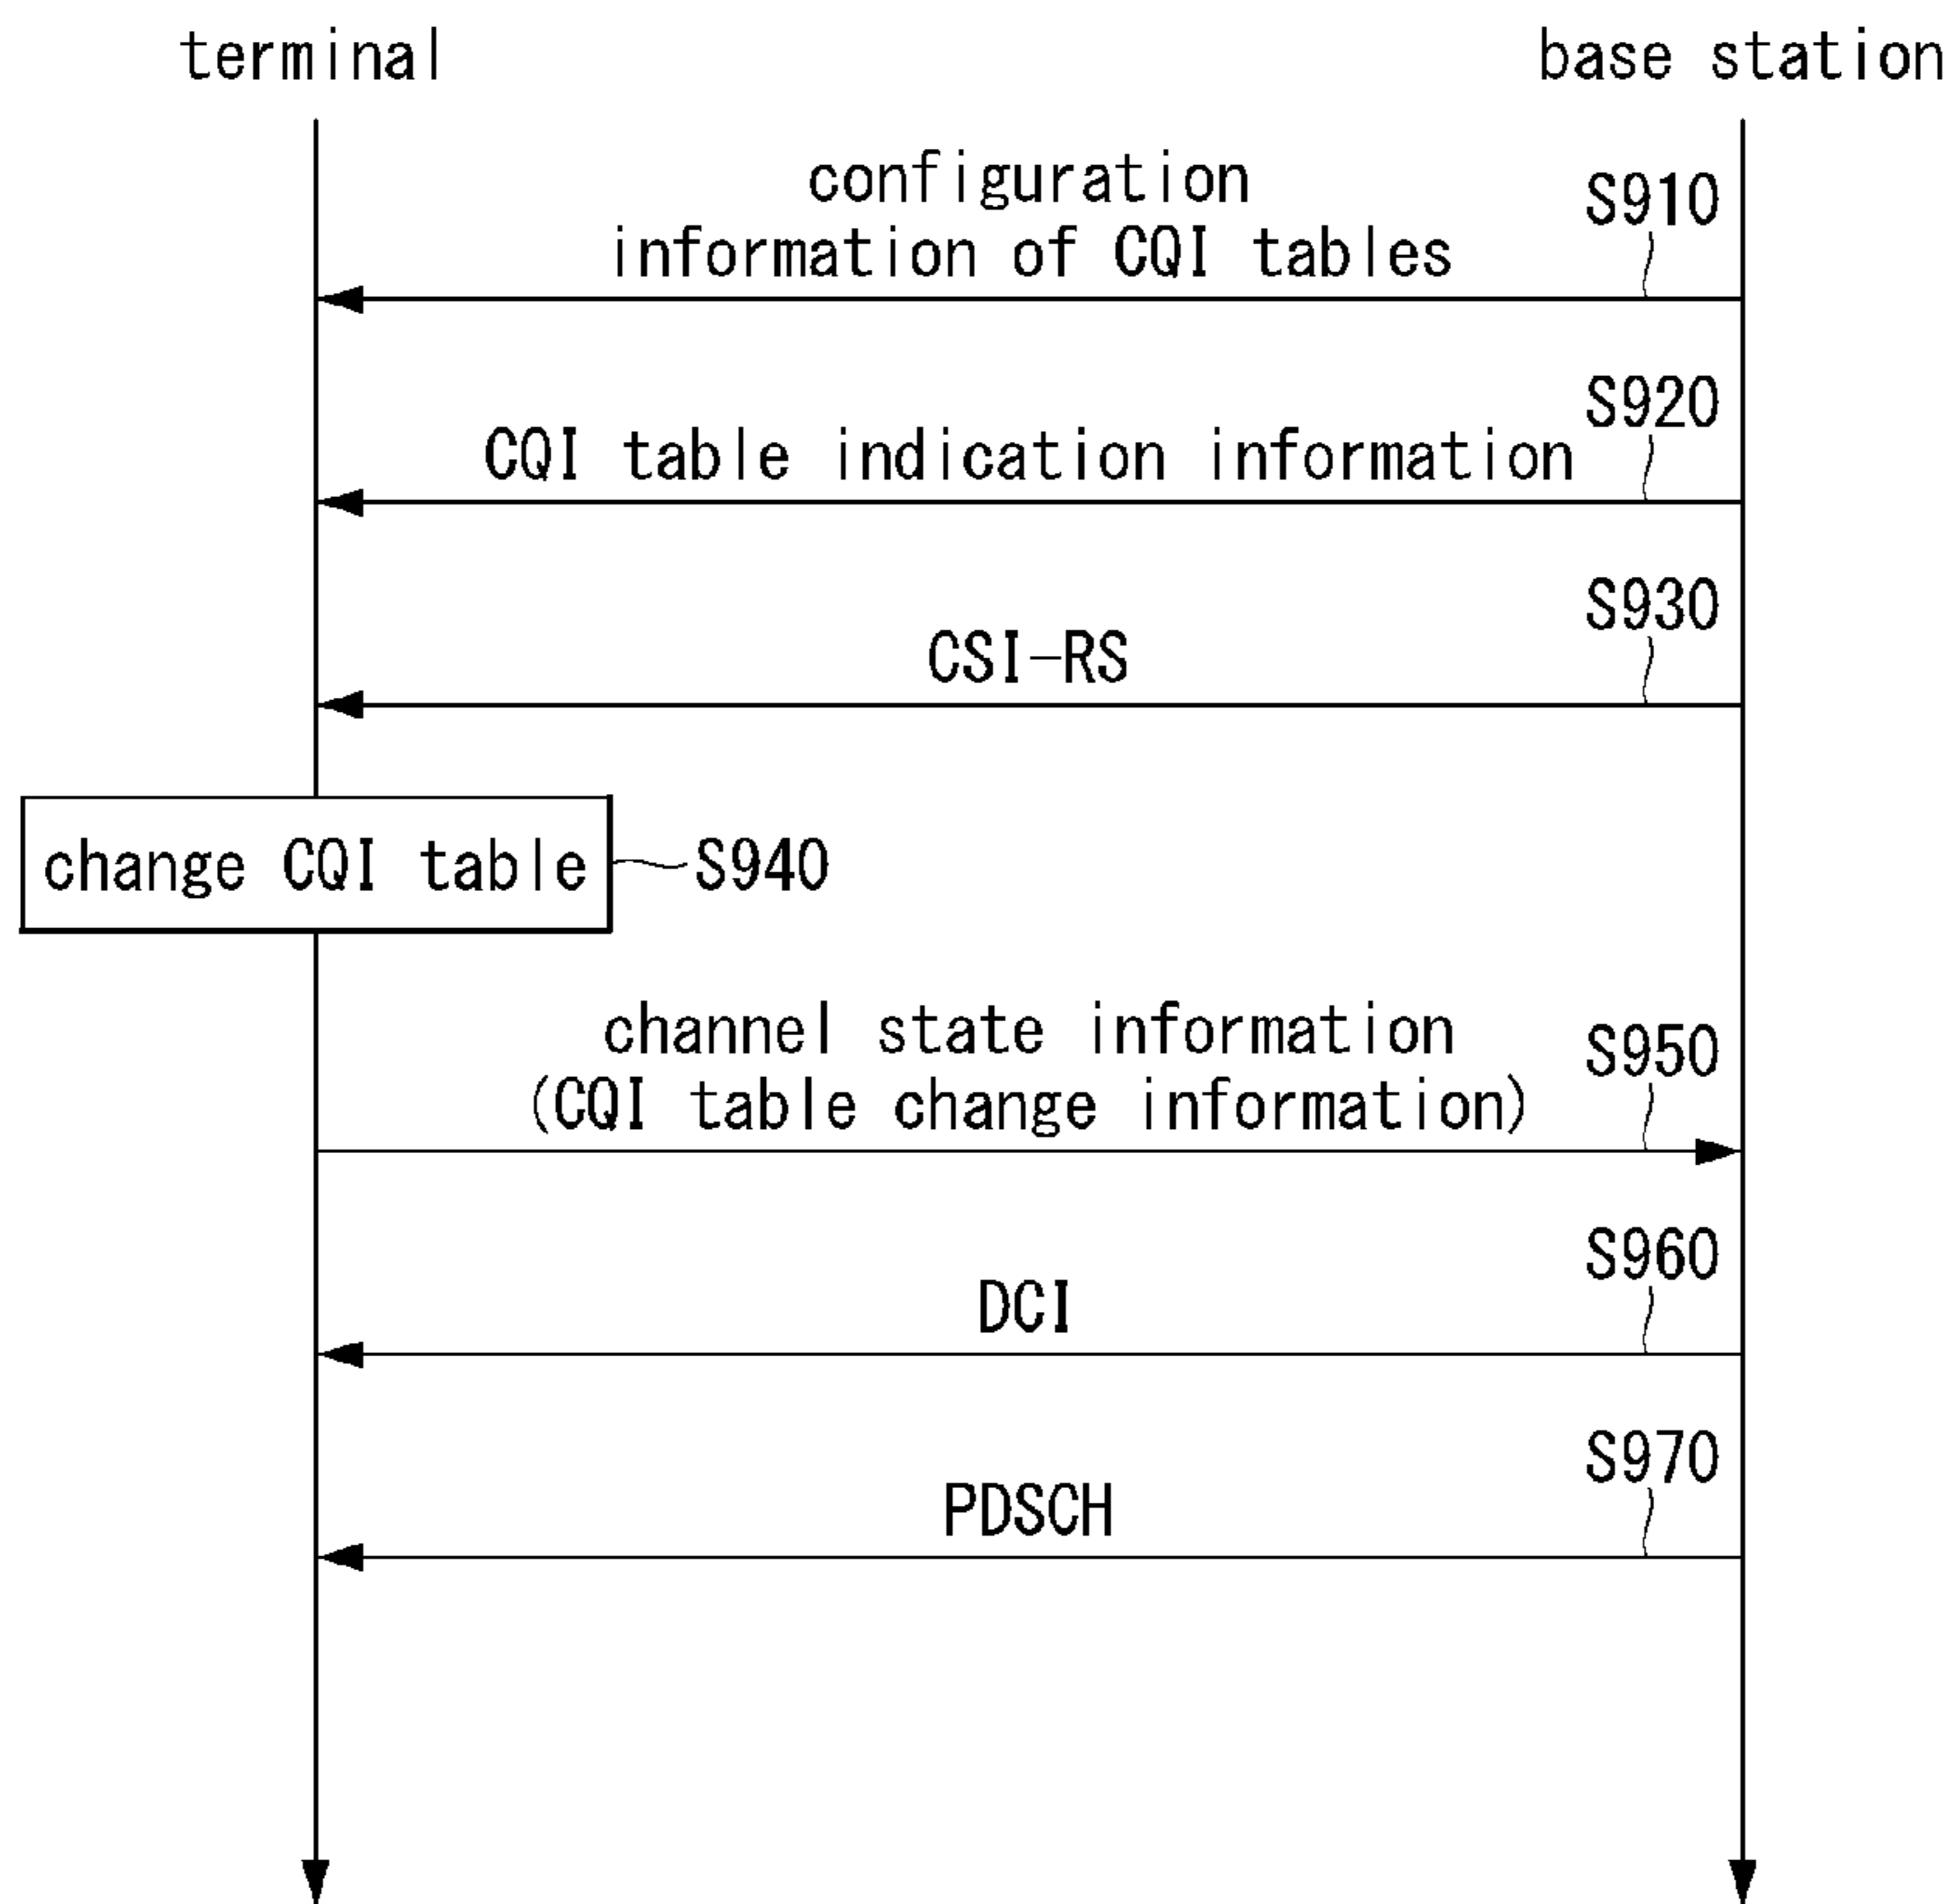 terminal
base station
configuration
information of CQI tables
S910
S920
CQI table indication information
S930
CSI-RS
change CQI table
S940
channel state information
(CQI table change information)
S950
S960
DCI
S970
PDSCH